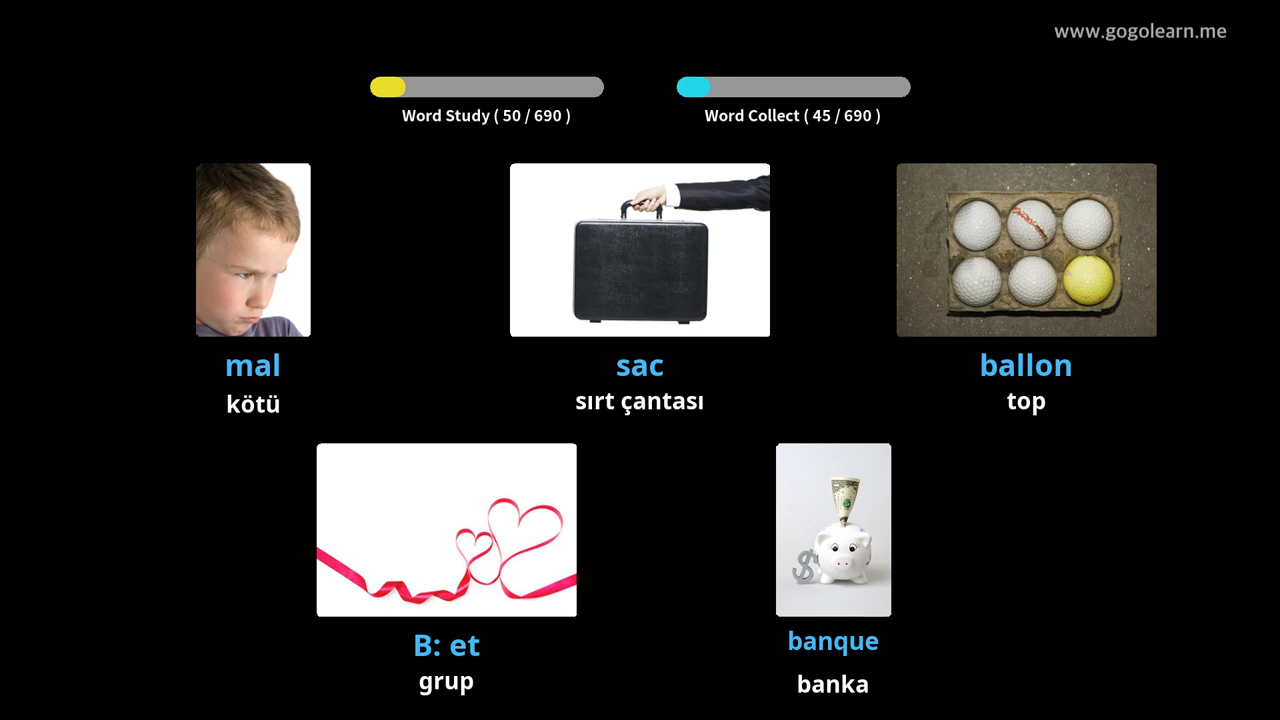 www.gogolearn.me
Word Study ( 50 / 690 )
Word Collect ( 45 / 690 )
mal
kötü
sac
sırt çantası
ballon
top
B: et
grup
banque
banka